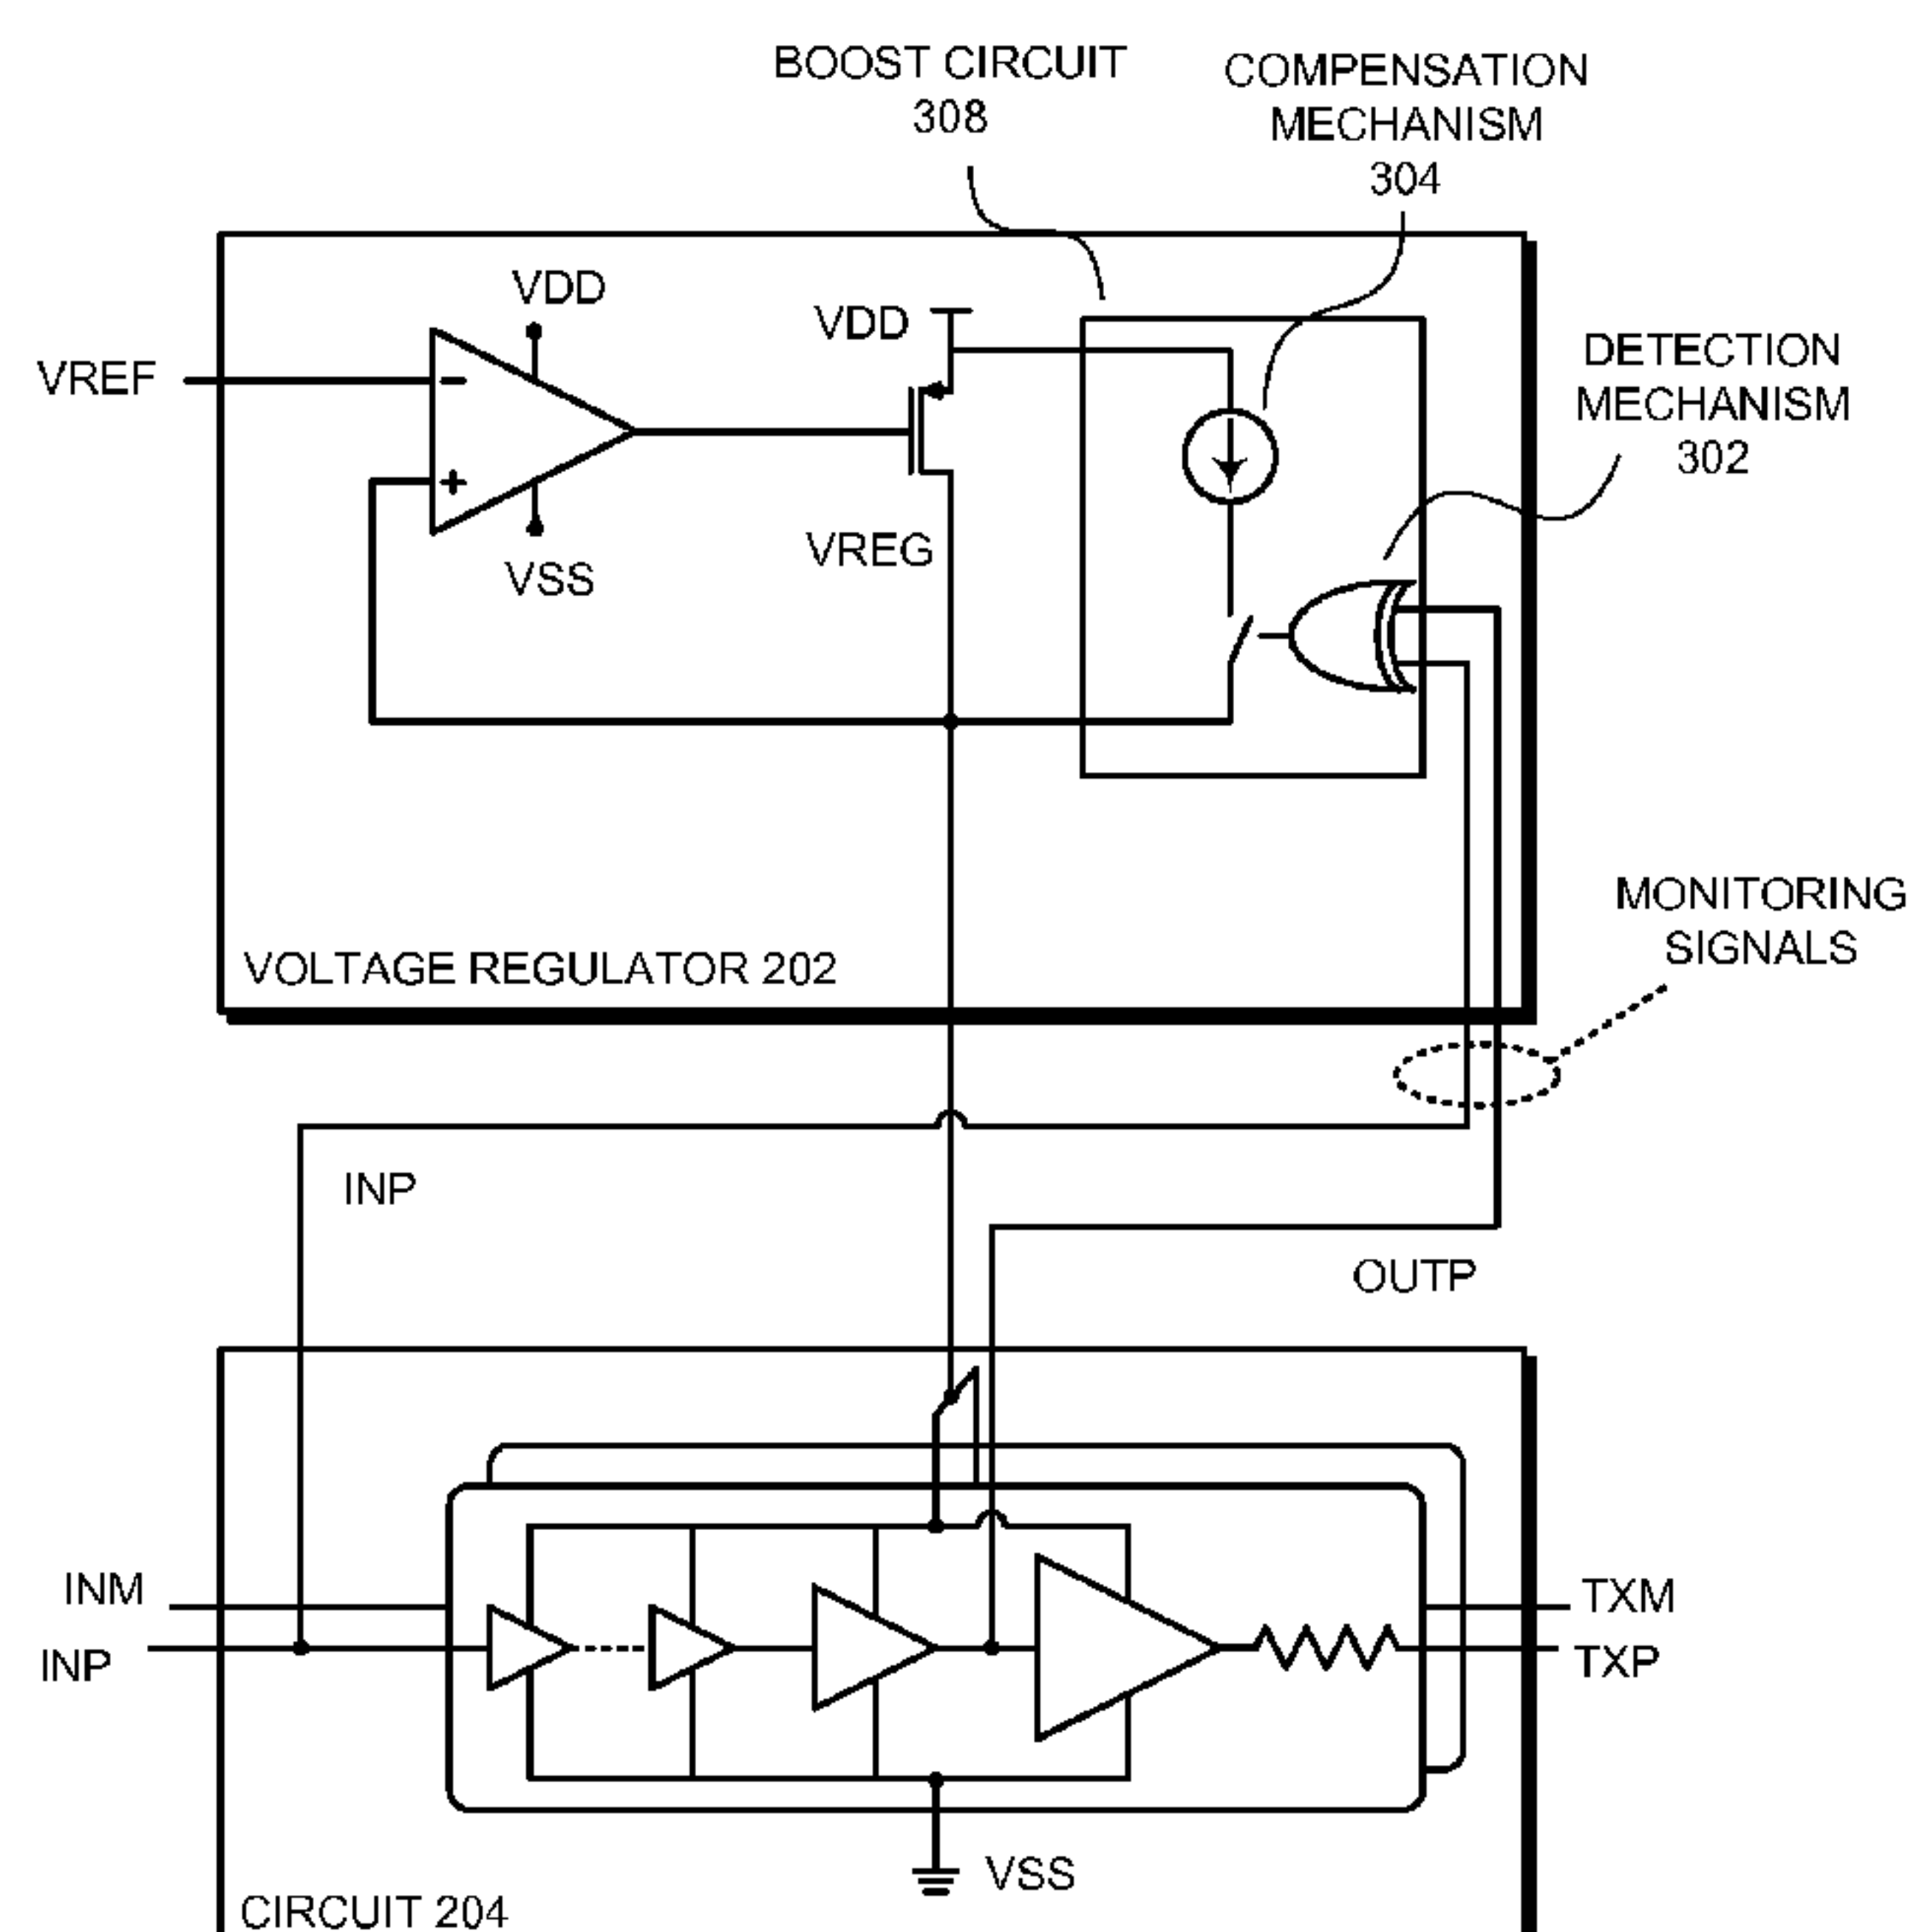 BOOST CIRCUIT
308
COMPENSATION
MECHANISM
304
VDD
VDD
VREF
−
+
VSS
VREG
DETECTION
MECHANISM
302
VOLTAGE REGULATOR 202
MONITORING
SIGNALS
INP
OUTP
INM
INP
TXM
TXP
VSS
CIRCUIT 204